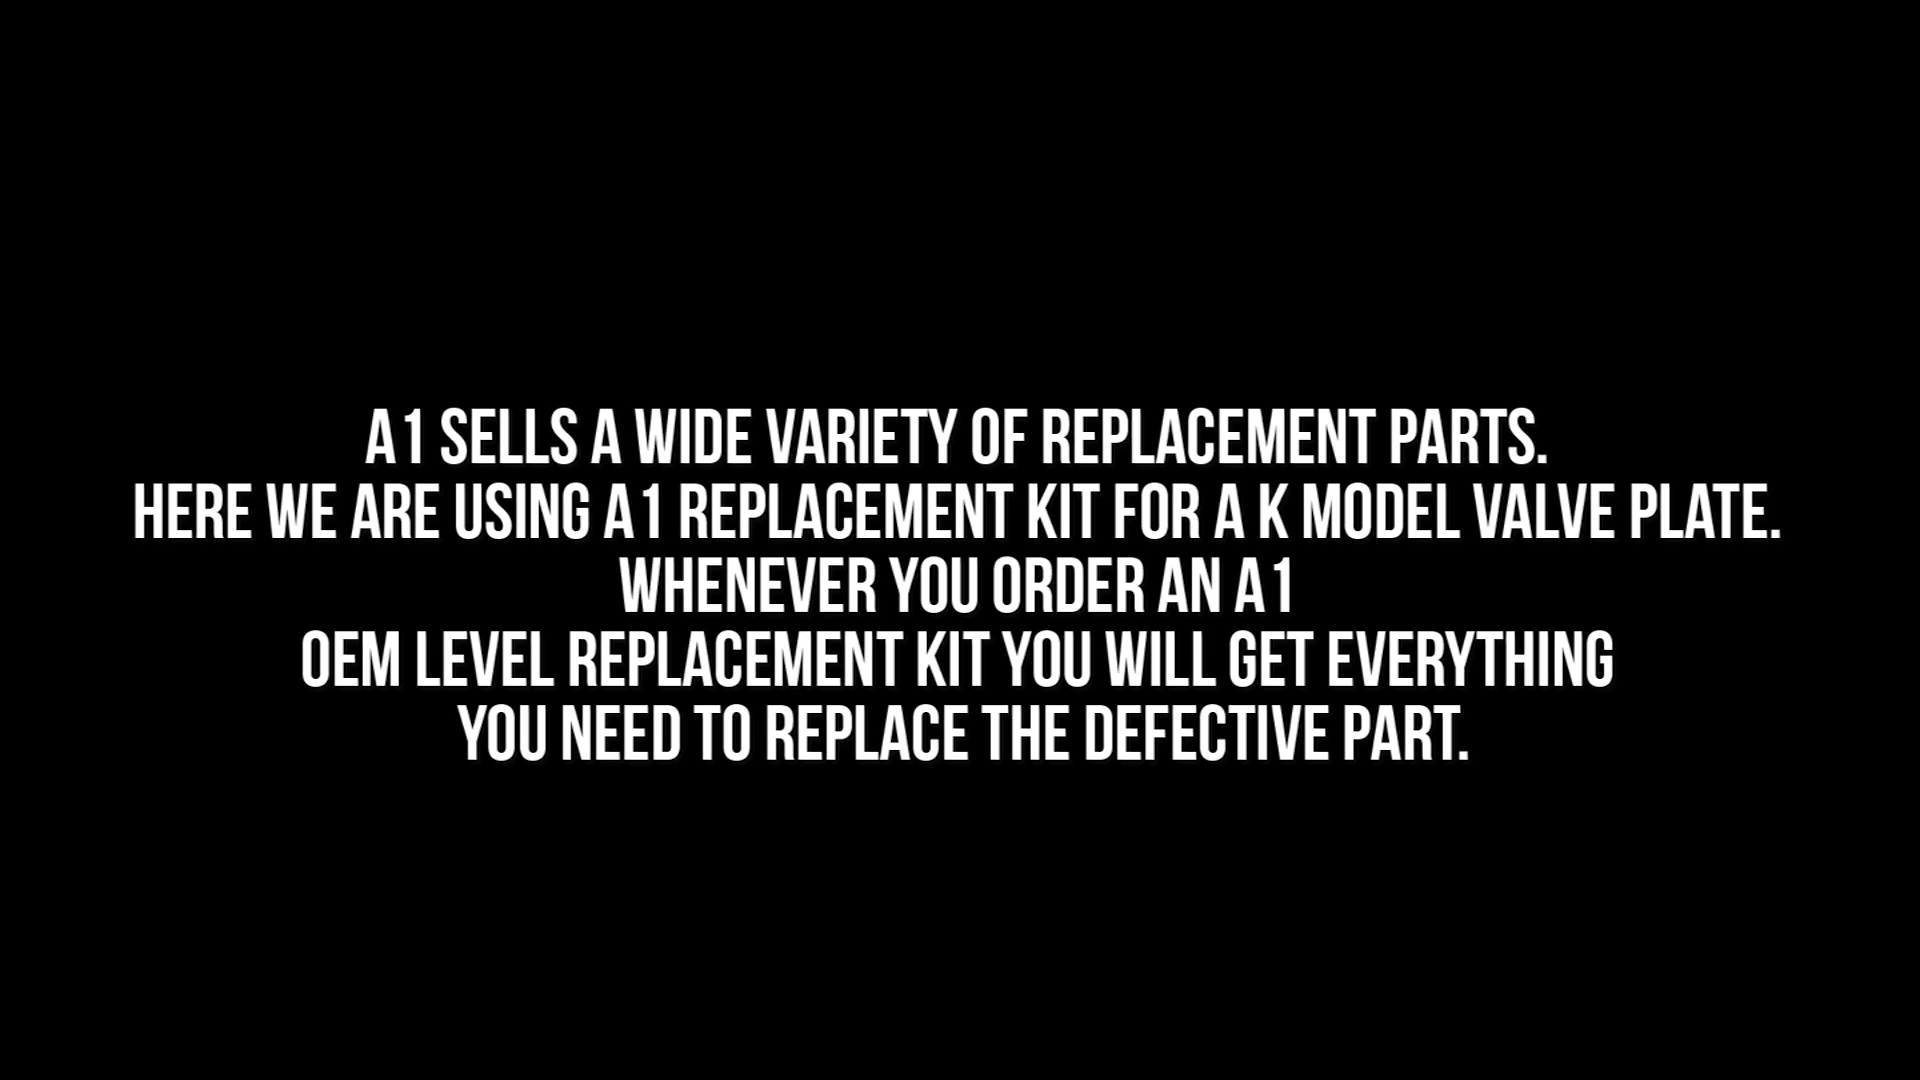 A1 SELLS A WIDE VARIETY OF REPLACEMENT PARTS.
HERE WE ARE USING A1 REPLACEMENT KIT FOR A K MODEL VALVE PLATE.
WHENEVER YOU ORDER AN A1
OEM LEVEL REPLACEMENT KIT YOU WILL GET EVERYTHING
YOU NEED TO REPLACE THE DEFECTIVE PART.